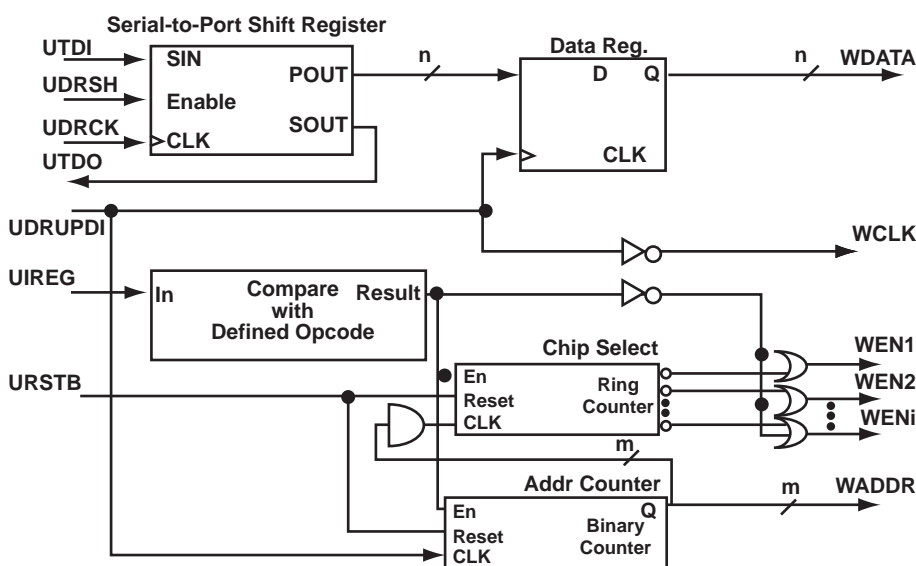 Serial-to-Port Shift Register
UTDI
SIN
UDRSH
Enable
UDRCK
CLK
UTDO
POUT
SOUT
n
Data Reg.
D Q
CLK
n
WDATA
UDRUPDI
WCLK
UIREG
In
Compare
with
Defined Opcode
Result
Chip Select
En
Reset
CLK
Ring
Counter
WEN1
WEN2
WENi
URSTB
m
Addr Counter
En
Reset
CLK
Q
Binary
Counter
m
WADDR